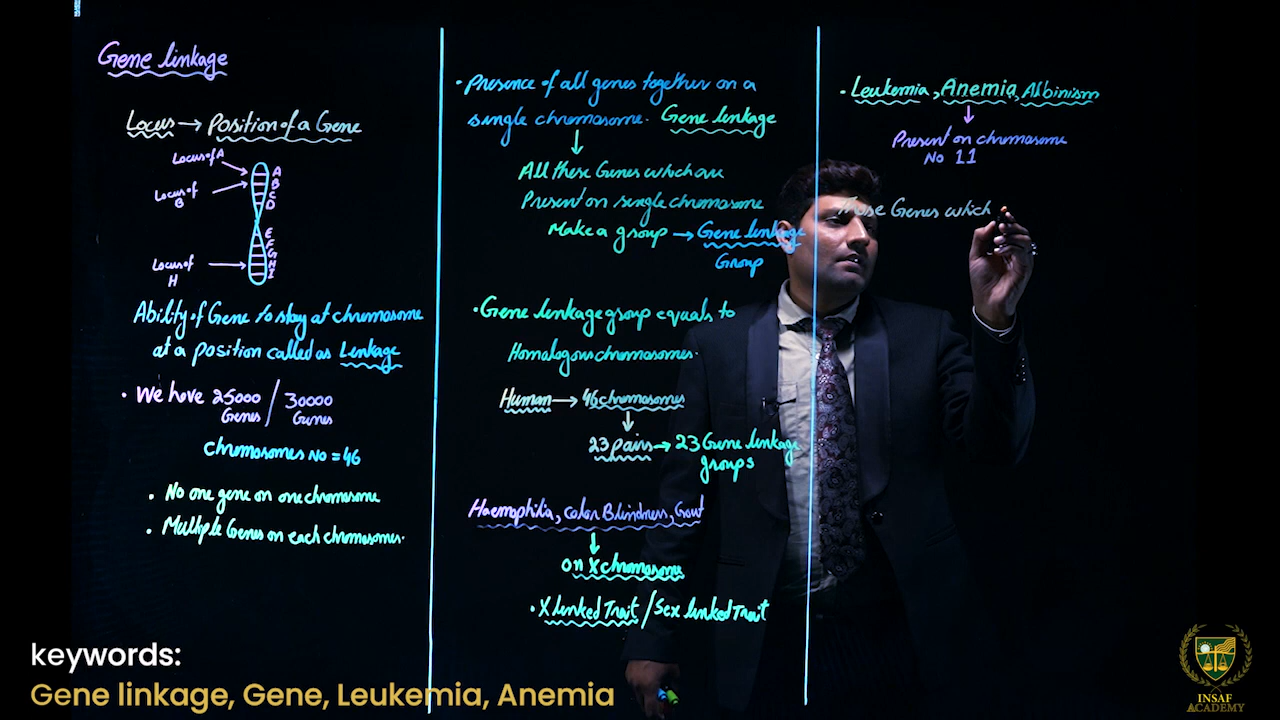 Gene linkage
Locus → Position of a Gene
Locus of A
Locus of
B
A
B
C
D
E
F
G
H
I
Locus of
H
Ability of Gene to stay at chromosome
at a position called as Linkage
• We have 25000 / 30000
Genes Genes
Chromosomes No = 46
• No one gene on one chromosome
• Multiple Genes on each chromosomes.
• Presence of all genes together on a
single chromosome. Gene linkage
All these Genes which are
Present on single chromosome
Make a group → Gene linkage
Group
• Gene linkage group equals to
Homalogous chromosomes.
Human → 46 chromosomes
23 pairs → 23 Gene linkage
groups
Haemophilia, color Blindness, Gout
on X chromosome
• X linked Trait / Sex linked Trait
• Leukemia, Anemia, Albinism
Present on chromosome
No 11
Those Genes which
keywords:
Gene linkage, Gene, Leukemia, Anemia
INSAF
ACADEMY